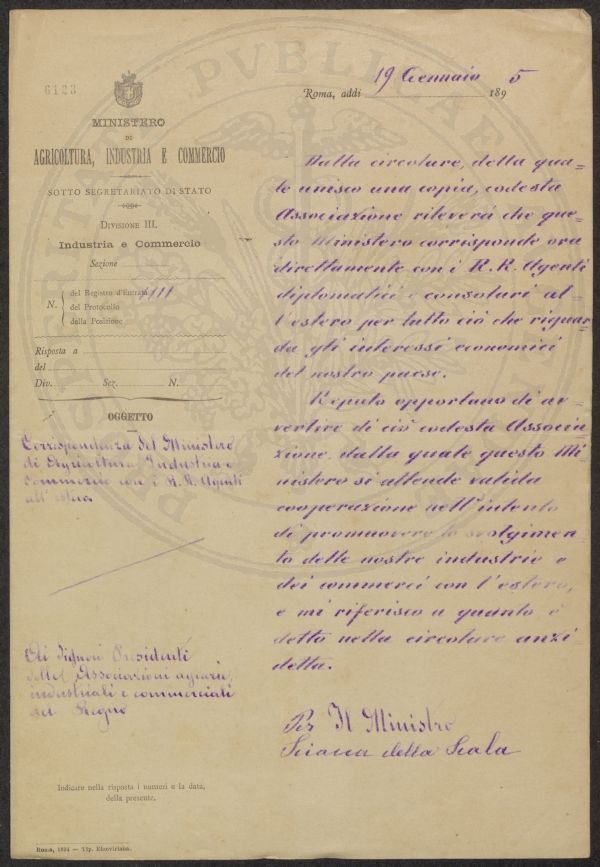 6123
MINISTERO
DI
AGRICOLTURA, INDUSTRIA E COMMERCIO
SOTTO SEGRETARIATO DI STATO
DIVISIONE III.
Industria e Commercio
Sezione
N. del Registro d'Entrata
del Protocollo
della Posizione
Risposta a
del
Div. Sez. N.
OGGETTO
Corrispondenza del Ministero
di Agricoltura Industria e
Commercio con i R.R. Agenti
all'estero
Ai Signori Presidenti
delle Associazioni agrarie,
industriali e commerciali
del Regno
Indicare nella risposta i numeri e la data,
della presente.
Roma, 1894 — Tip. Elzeviriana.
Roma, addì 19 Gennaio 1895
Dalla circolare, della qua=
le unisco una copia, codesta
Associazione rileverà che que=
sto Ministero corrisponde ora
direttamente con i R.R. Agenti
diplomatici e consolari al=
l'estero per tutto ciò che riguar=
da gli interessi economici
del nostro paese.
Reputo opportuno di av=
vertire di ciò codesta Associa=
zione, dalla quale questo Mi=
nistero si attende valida
cooperazione nell'intento
di promuovere lo svolgimen=
to delle nostre industrie e
dei commerci con l'estero,
e mi riferisco a quanto è
detto nella circolare anzi
detta.
Per Il Ministro
Sciacca della Scala
PVBLICAE